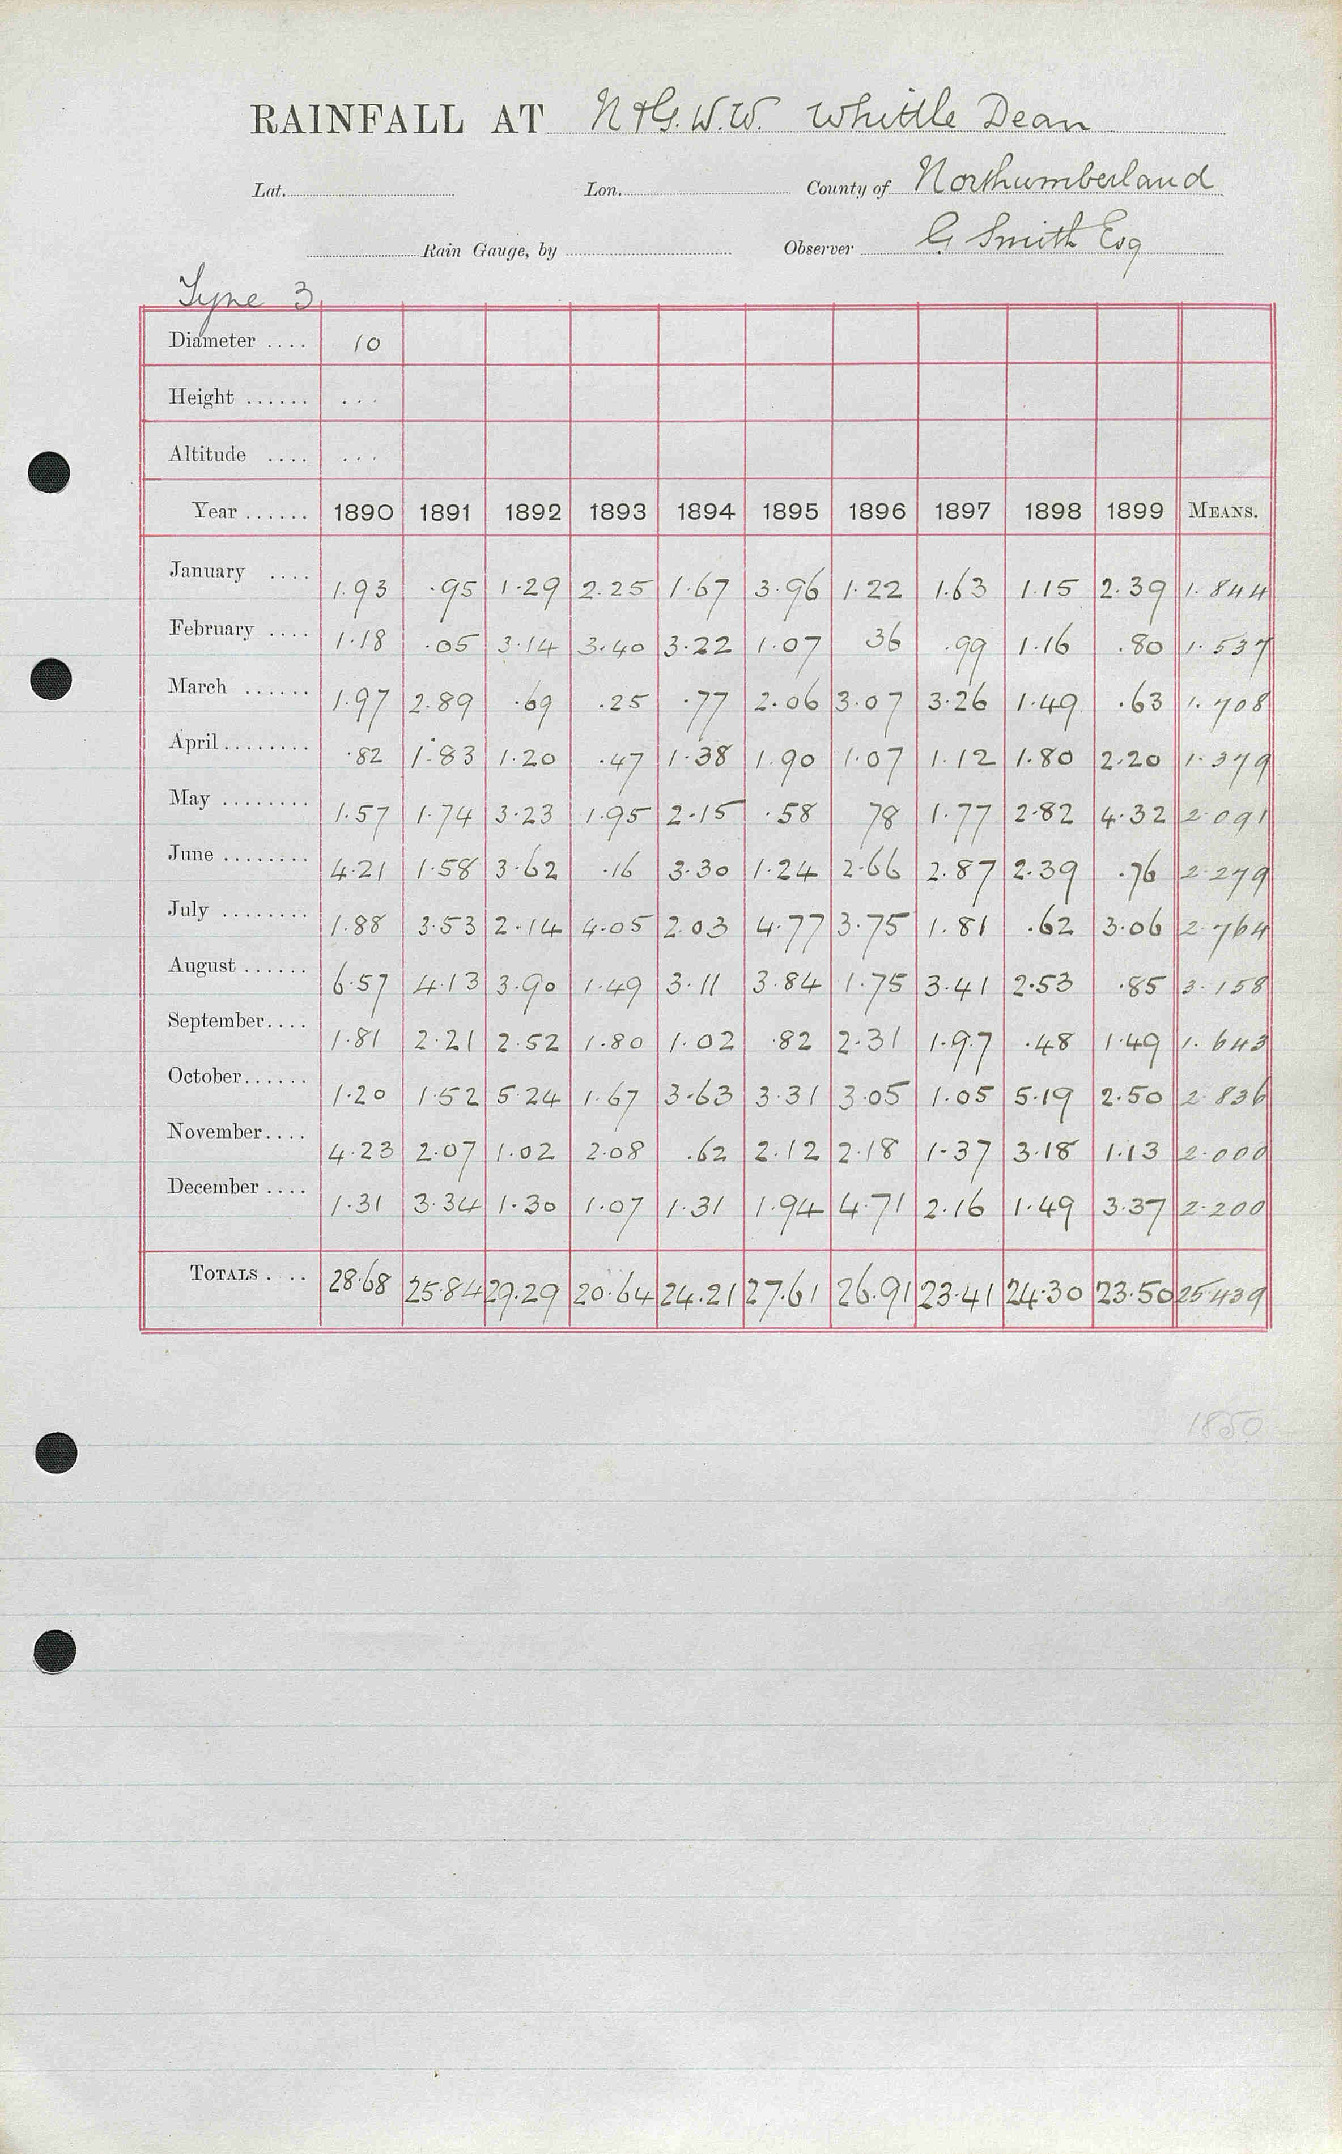 RAINFALL AT N & G. W. W. Whittle Dean
Lat. Lon. County of Northumberland
Rain Gauge, by Observer G Smith Esq
Tyne 3
Diameter .... 10
Height ...... ...
Altitude .... ...
Year ...... 1890 1891 1892 1893 1894 1895 1896 1897 1898 1899 MEANS.
January .... 1.93 .95 1.29 2.25 1.67 3.96 1.22 1.63 1.15 2.39 1.844
February .... 1.18 .05 3.14 3.40 3.22 1.07 36 .99 1.16 .80 1.537
March ...... 1.97 2.89 .69 .25 .77 2.06 3.07 3.26 1.49 .63 1.708
April........ .82 1.83 1.20 .47 1.38 1.90 1.07 1.12 1.80 2.20 1.379
May ........ 1.57 1.74 3.23 1.95 2.15 .58 78 1.77 2.82 4.32 2.091
June ........ 4.21 1.58 3.62 .16 3.30 1.24 2.66 2.87 2.39 .76 2.279
July ........ 1.88 3.53 2.14 4.05 2.03 4.77 3.75 1.81 .62 3.06 2.764
August ...... 6.57 4.13 3.90 1.49 3.11 3.84 1.75 3.41 2.53 .85 3.158
September.... 1.81 2.21 2.52 1.80 1.02 .82 2.31 1.97 .48 1.49 1.643
October...... 1.20 1.52 5.24 1.67 3.63 3.31 3.05 1.05 5.19 2.50 2.836
November.... 4.23 2.07 1.02 2.08 .62 2.12 2.18 1.37 3.18 1.13 2.000
December .... 1.31 3.34 1.30 1.07 1.31 1.94 4.71 2.16 1.49 3.37 2.200
TOTALS . .. 28.68 25.84 29.29 20.64 24.21 27.61 26.91 23.41 24.30 23.50 25.439
1850